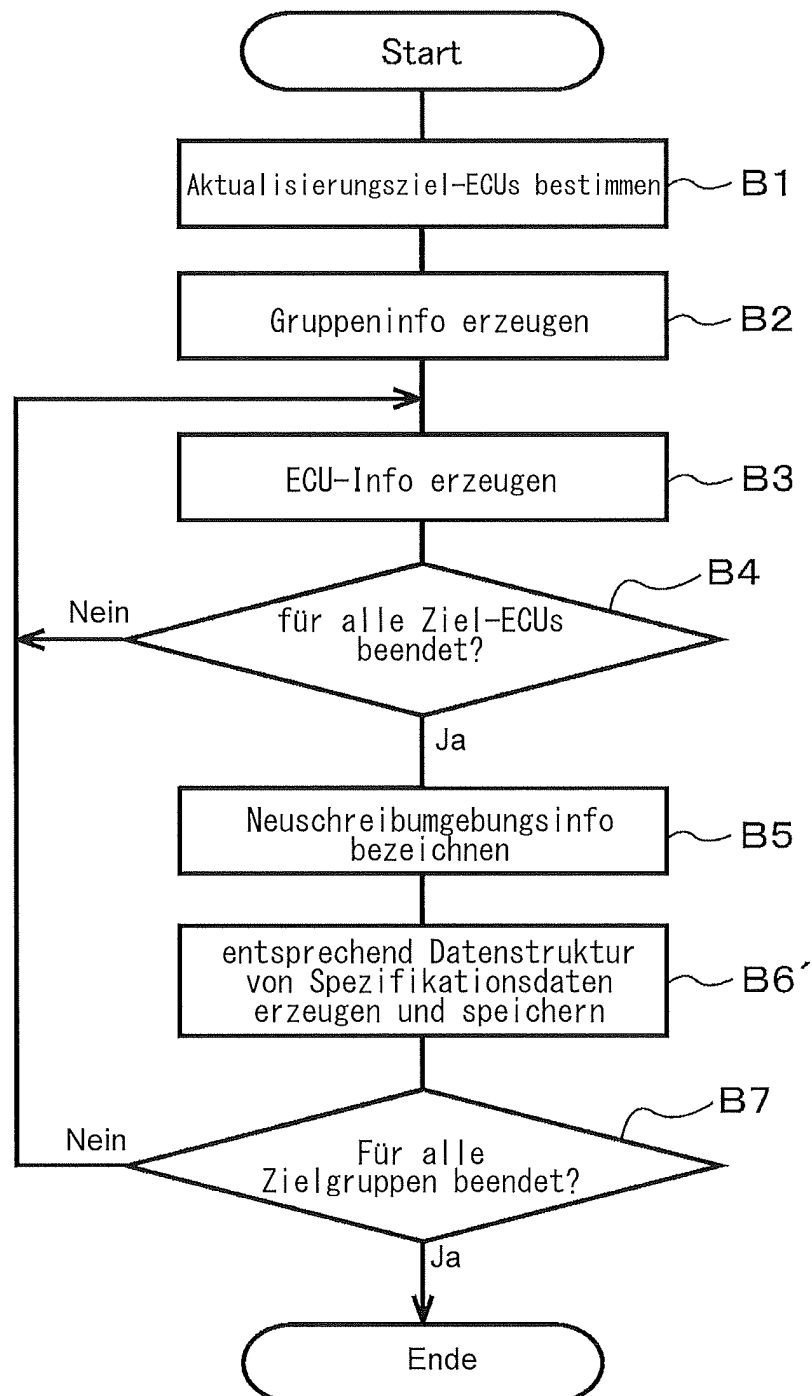 Start
Aktualisierungsziel-ECUs bestimmen
B1
Gruppeninfo erzeugen
B2
ECU-Info erzeugen
B3
B4
Nein
für alle Ziel-ECUs
beendet?
Ja
Neuschreibumgebungsinfo
bezeichnen
B5
entsprechend Datenstruktur
von Spezifikationsdaten
erzeugen und speichern
B6´
B7
Nein
Für alle
Zielgruppen beendet?
Ja
Ende